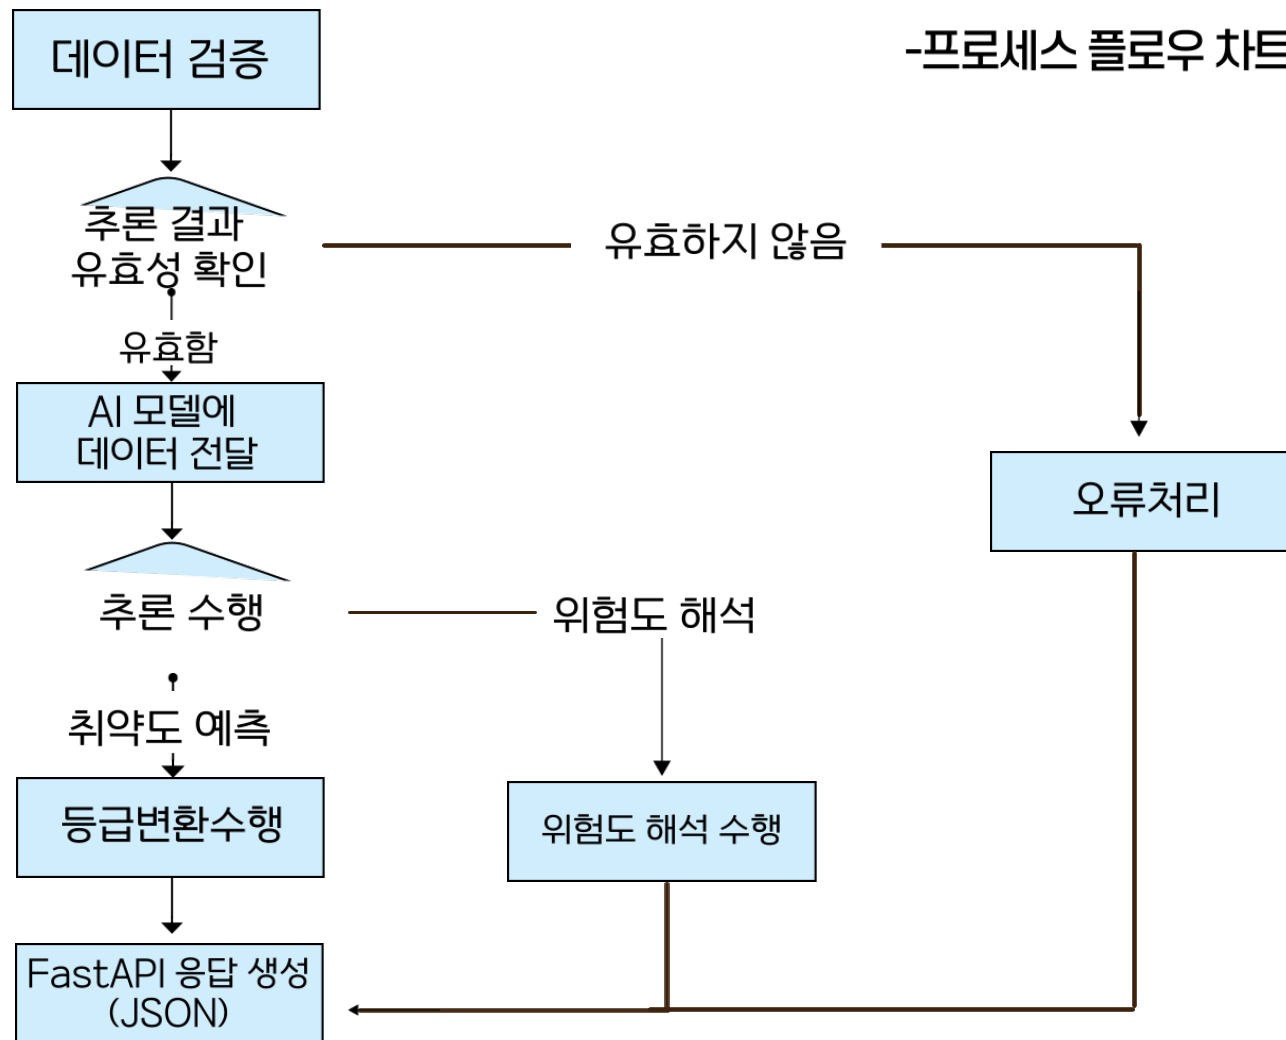 데이터 검증
-프로세스 플로우 차트
추론 결과
유효성 확인
유효하지 않음
유효함
AI 모델에
데이터 전달
오류처리
추론 수행
위험도 해석
취약도 예측
등급변환수행
위험도 해석 수행
FastAPI 응답 생성
(JSON)